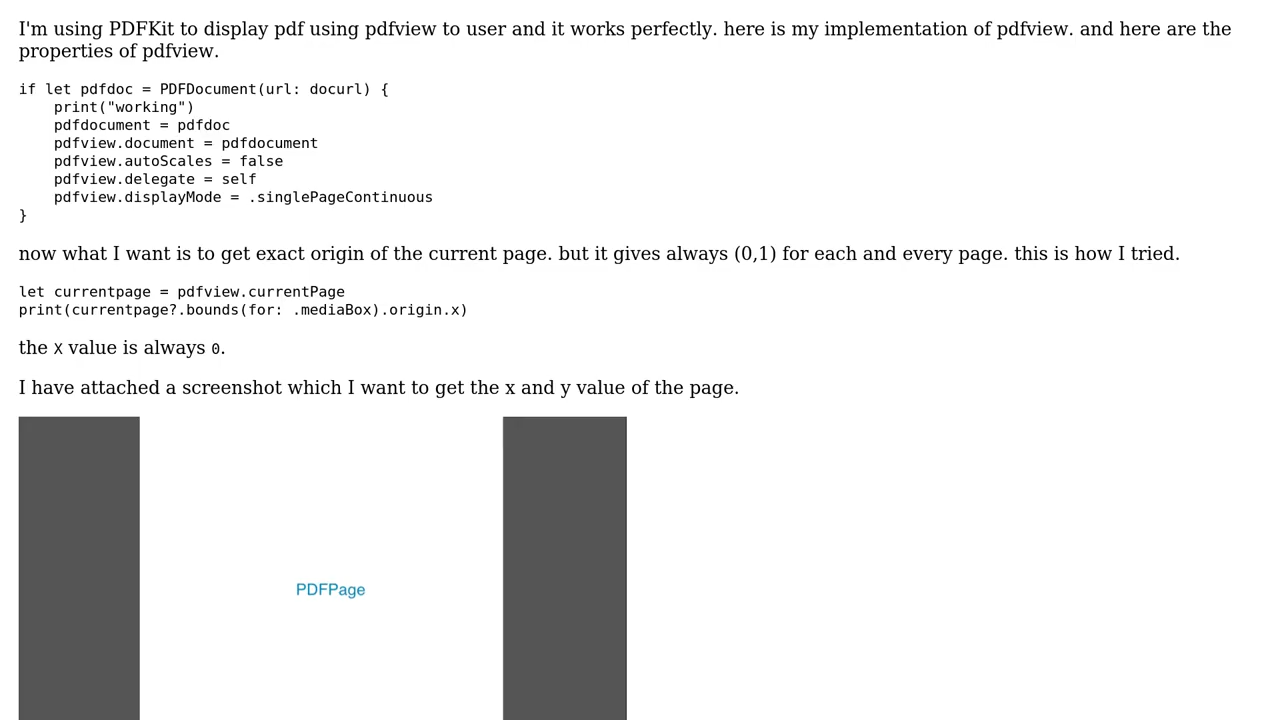 I'm using PDFKit to display pdf using pdfview to user and it works perfectly. here is my implementation of pdfview. and here are the
properties of pdfview.
if let pdfdoc = PDFDocument(url: docurl) {
    print("working")
    pdfdocument = pdfdoc
    pdfview.document = pdfdocument
    pdfview.autoScales = false
    pdfview.delegate = self
    pdfview.displayMode = .singlePageContinuous
}
now what I want is to get exact origin of the current page. but it gives always (0,1) for each and every page. this is how I tried.
let currentpage = pdfview.currentPage
print(currentpage?.bounds(for: .mediaBox).origin.x)
the X value is always 0.
I have attached a screenshot which I want to get the x and y value of the page.
PDFPage